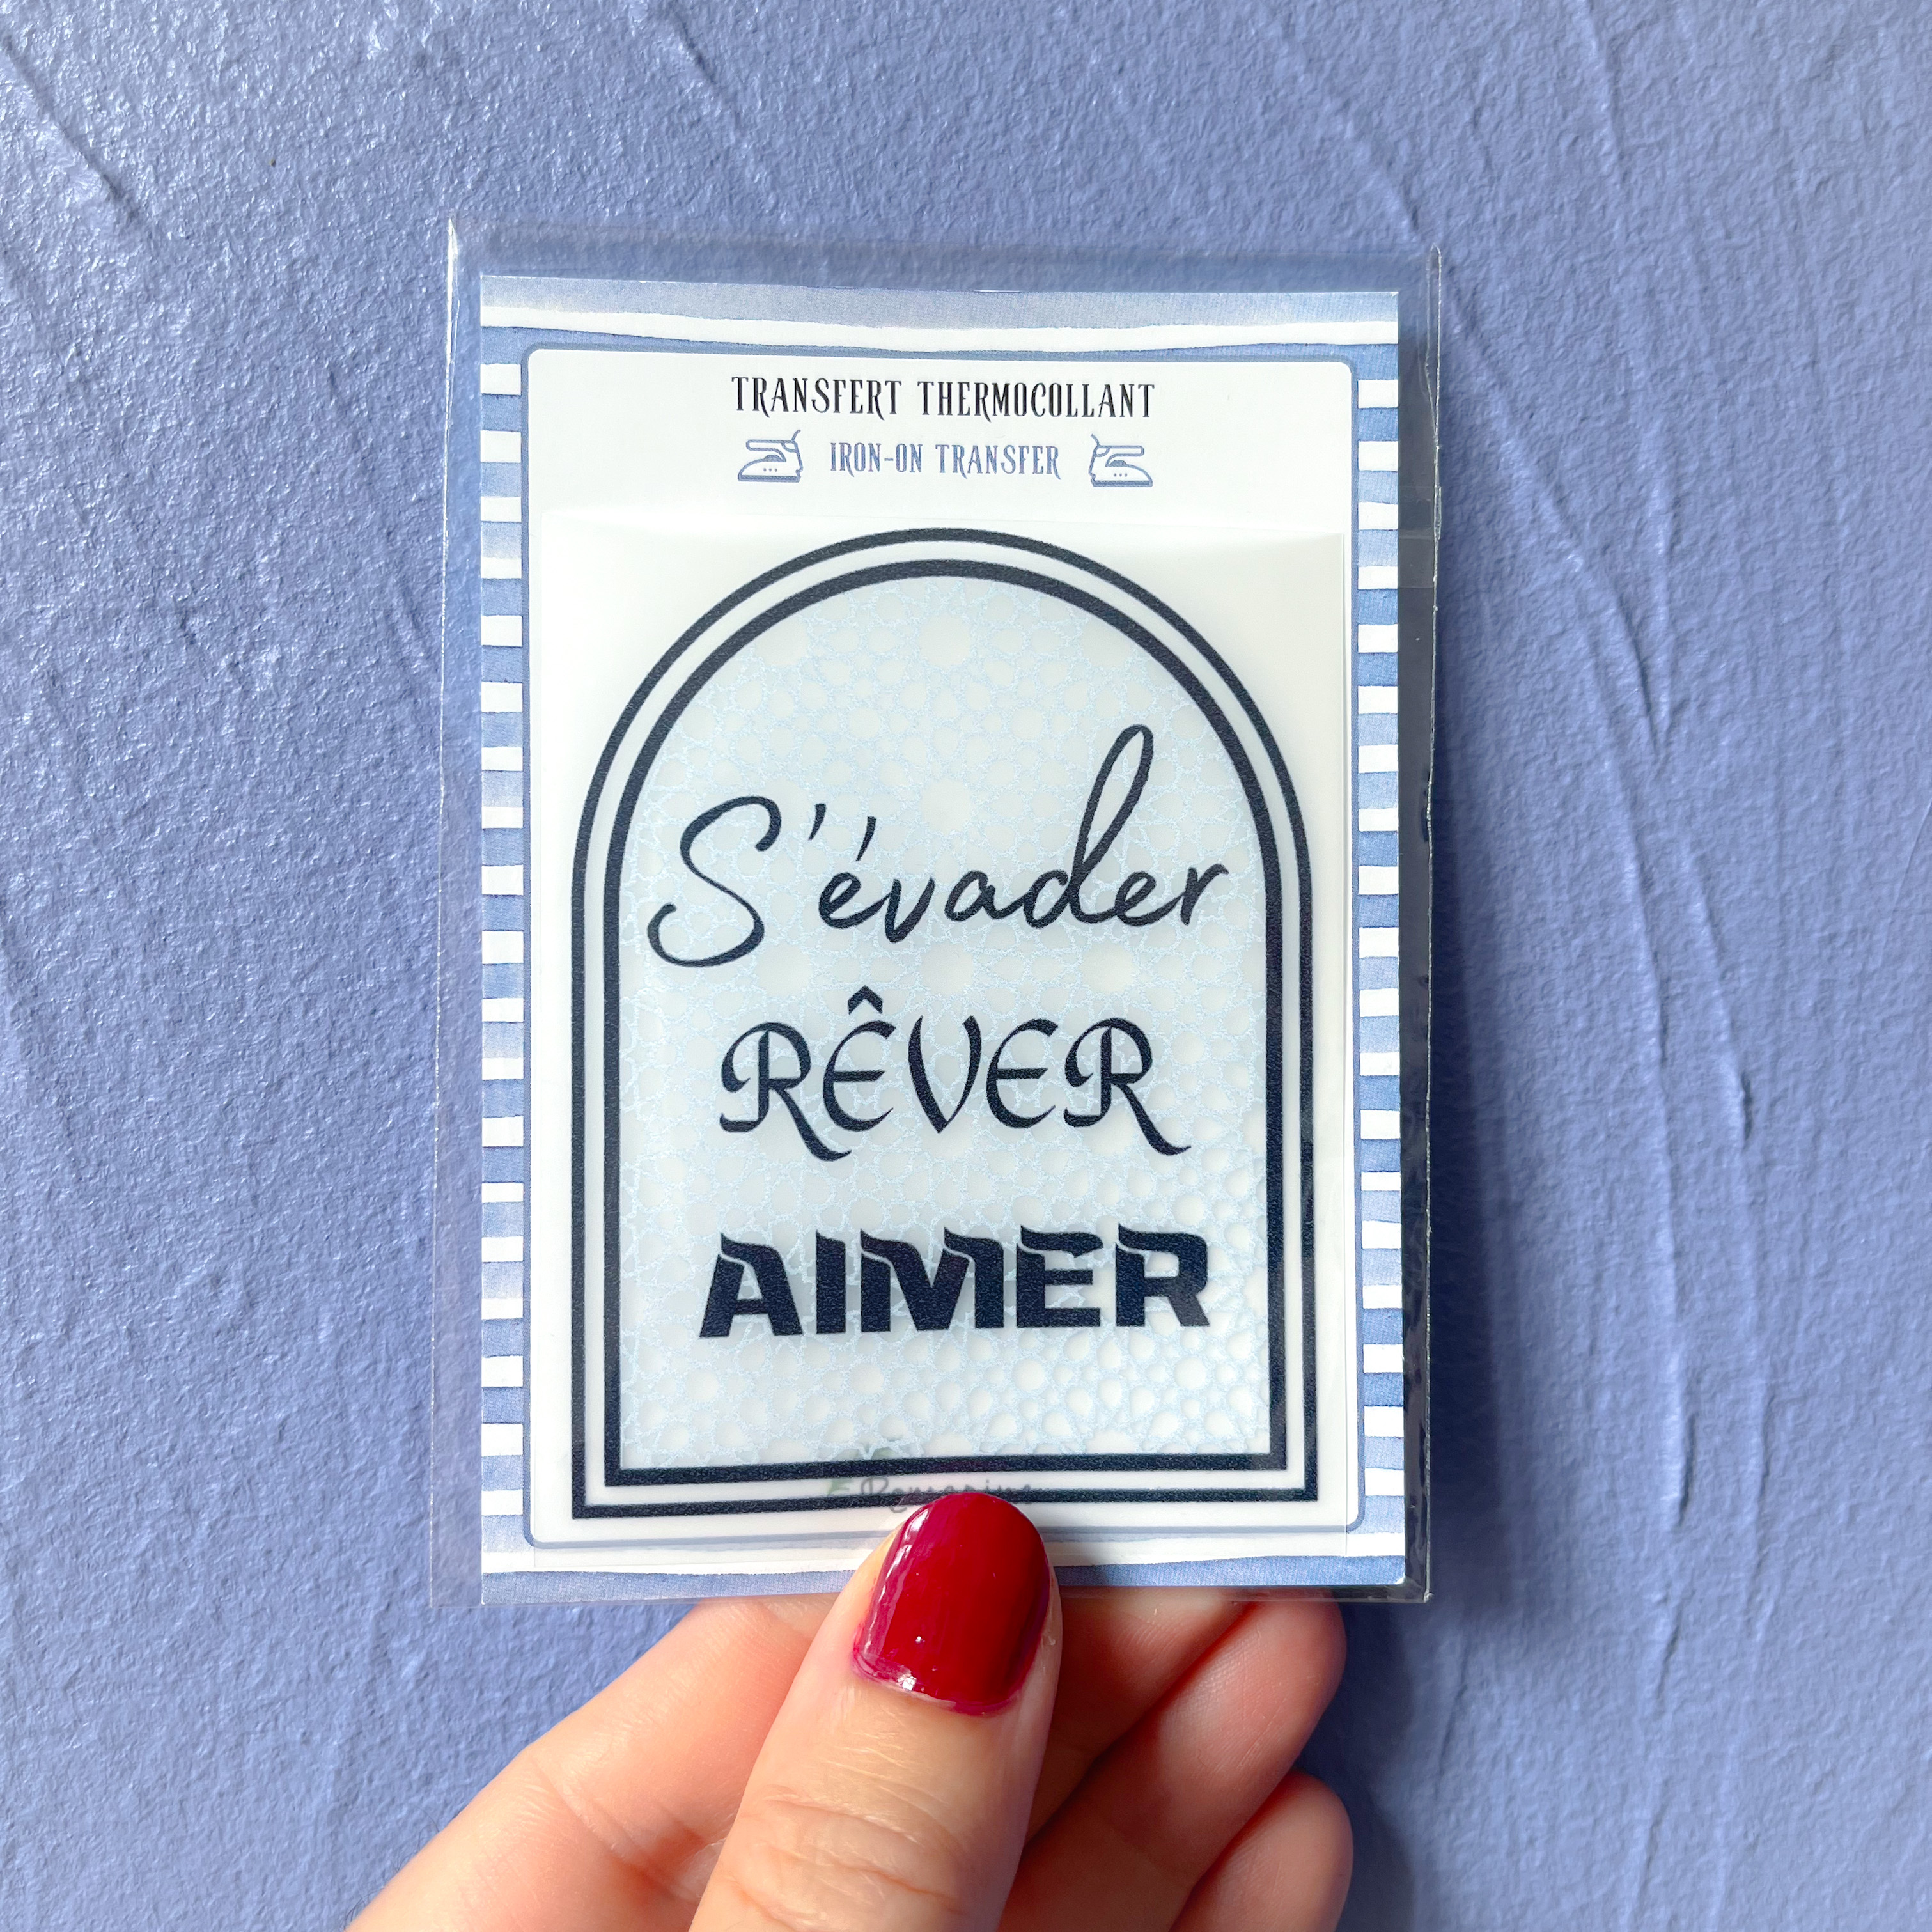 TRANSFERT THERMOCOLLANT
IRON-ON TRANSFER
S'évader
RÊVER
AIMER